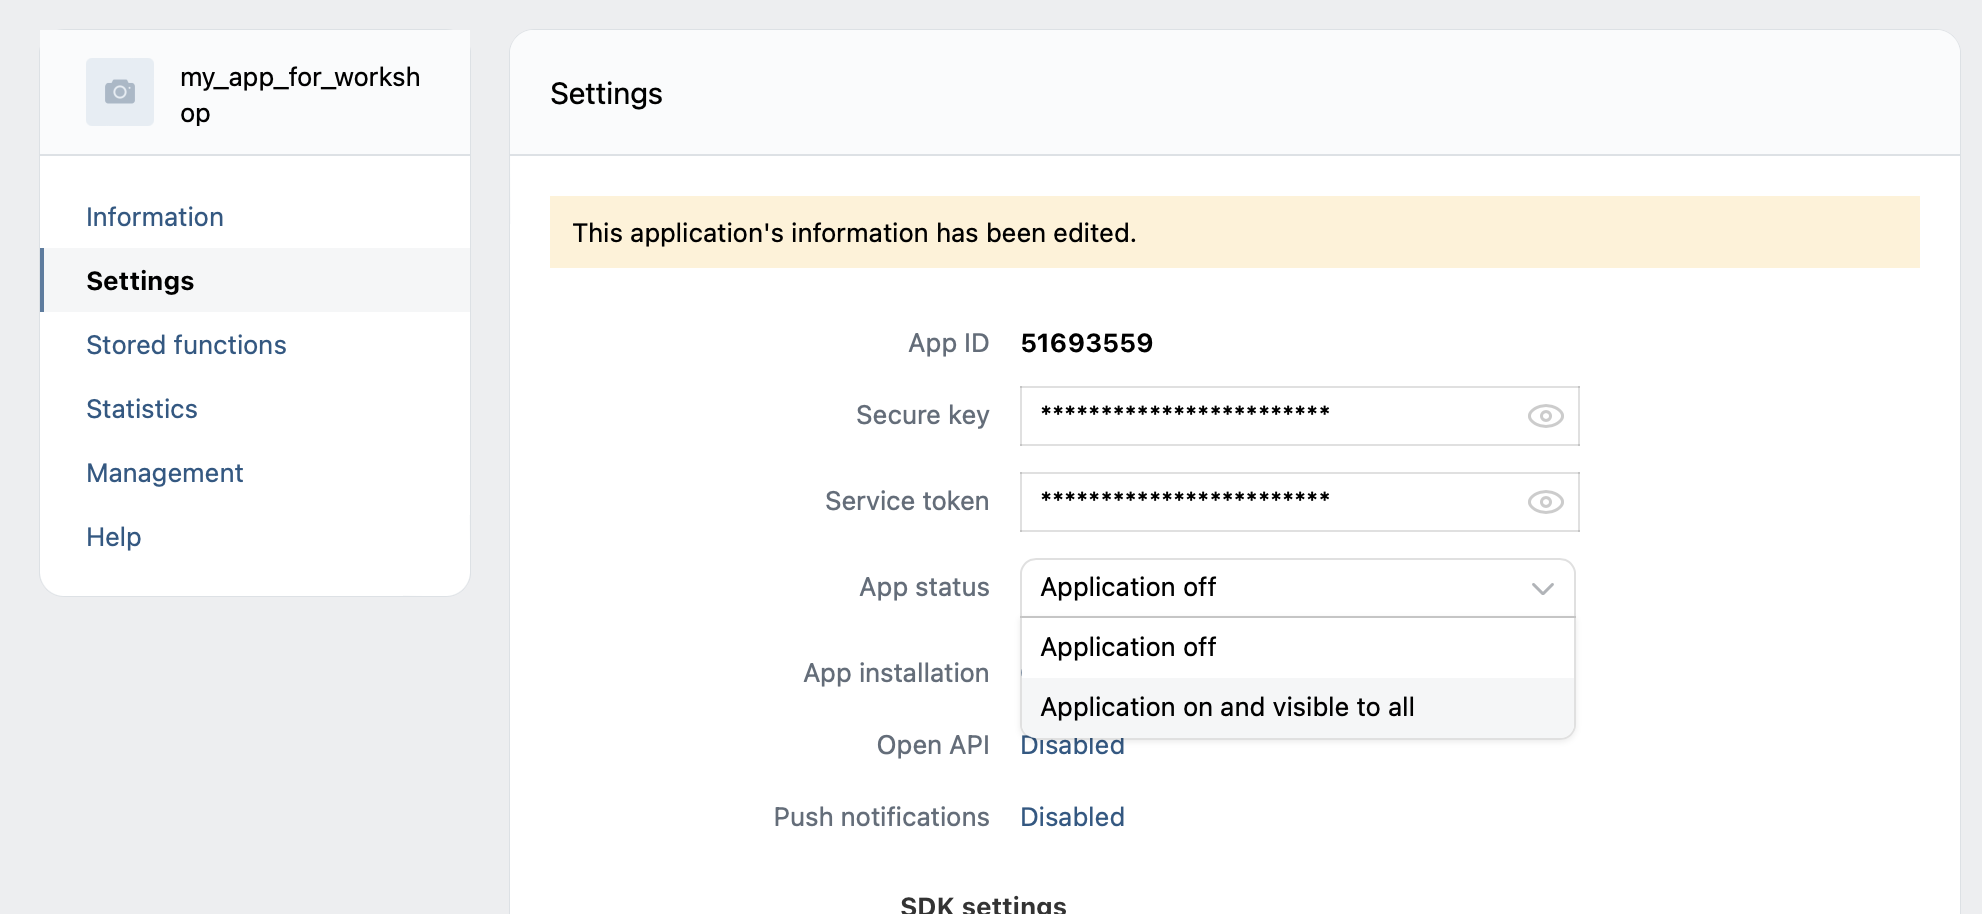 my_app_for_worksh
op
Information
Settings
Stored functions
Statistics
Management
Help
Settings
This application's information has been edited.
App ID 51693559
Secure key ************************
Service token ************************
App status Application off
Application off
Application on and visible to all
App installation
Open API Disabled
Push notifications Disabled
SDK settings